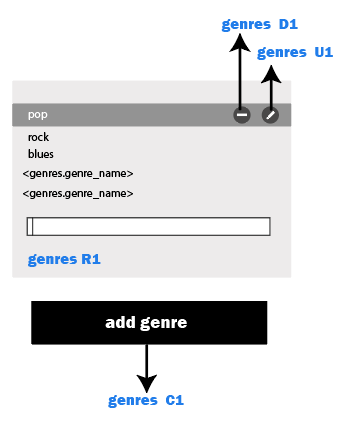 genres D1
genres U1
pop
rock
blues
<genres.genre_name>
<genres.genre_name>
genres R1
add genre
genres C1